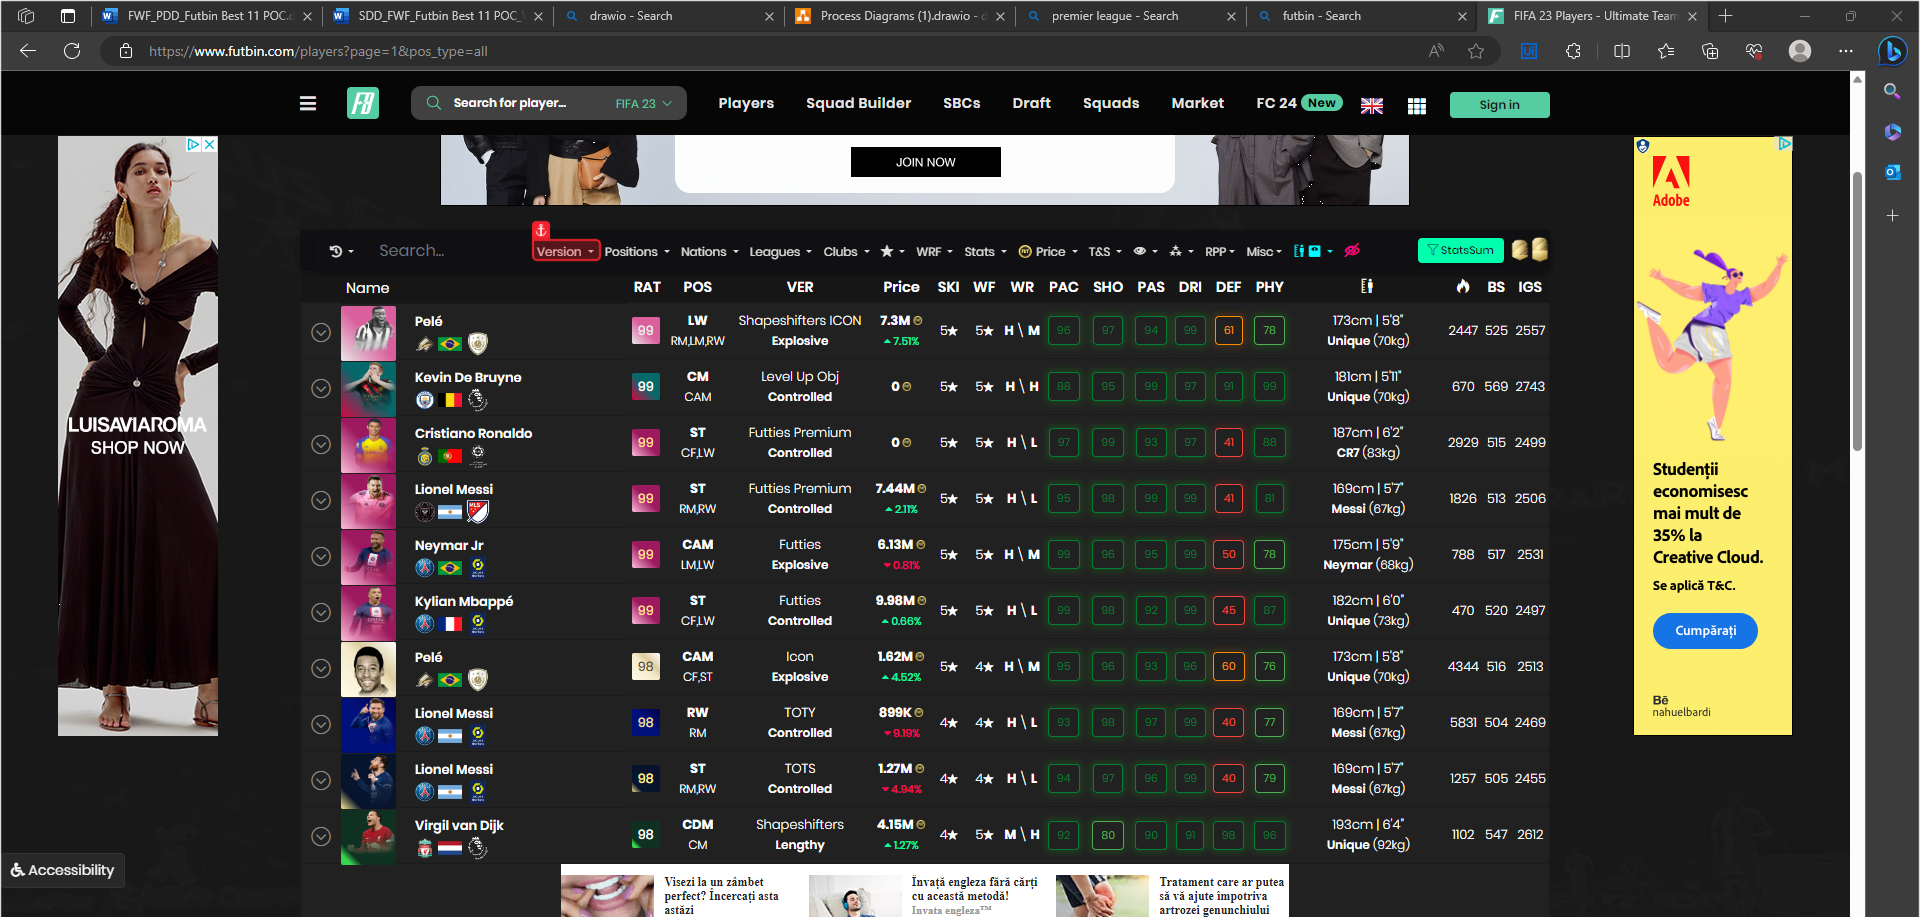 FWF_PDD_Futbin Best 11 POC.d
SDD_FWF_Futbin Best 11 POC_
drawio - Search
Process Diagrams (1).drawio - d
premier league - Search
futbin - Search
FIFA 23 Players - Ultimate Team
https://www.futbin.com/players?page=1&pos_type=all
Search for player...
FIFA 23
Players
Squad Builder
SBCs
Draft
Squads
Market
FC 24 New
Sign in
JOIN NOW
LUISAVIAROMA
SHOP NOW
Adobe
Studenții
economisesc
mai mult de
35% la
Creative Cloud.
Se aplică T&C.
Cumpărați
Bē
nahuelbardi
Search...
Version
Positions
Nations
Leagues
Clubs
WRF
Stats
Price
T&S
RPP
Misc
StatsSum
Name RAT POS VER Price SKI WF WR PAC SHO PAS DRI DEF PHY BS IGS
Pelé 99 LW Shapeshifters ICON 7.3M 5★ 5★ H \ M 96 97 94 99 61 78 173cm | 5'8" 2447 525 2557
RM,LM,RW Explosive 7.51% Unique (70kg)
Kevin De Bruyne 99 CM Level Up Obj 0 5★ 5★ H \ H 88 95 99 97 91 99 181cm | 5'11" 670 569 2743
CAM Controlled Unique (70kg)
Cristiano Ronaldo 99 ST Futties Premium 0 5★ 5★ H \ L 97 99 93 97 41 88 187cm | 6'2" 2929 515 2499
CF,LW Controlled CR7 (83kg)
Lionel Messi 99 ST Futties Premium 7.44M 5★ 5★ H \ L 95 98 99 99 41 81 169cm | 5'7" 1826 513 2506
RM,RW Controlled 2.11% Messi (67kg)
Neymar Jr 99 CAM Futties 6.13M 5★ 5★ H \ M 99 96 95 99 50 78 175cm | 5'9" 788 517 2531
LM,LW Explosive 0.81% Neymar (68kg)
Kylian Mbappé 99 ST Futties 9.98M 5★ 5★ H \ L 99 98 92 99 45 87 182cm | 6'0" 470 520 2497
CF,LW Controlled 0.66% Unique (73kg)
Pelé 98 CAM Icon 1.62M 5★ 4★ H \ M 95 96 93 96 60 76 173cm | 5'8" 4344 516 2513
CF,ST Explosive 4.52% Unique (70kg)
Lionel Messi 98 RW TOTY 899K 4★ 4★ H \ L 93 98 97 99 40 77 169cm | 5'7" 5831 504 2469
RM Controlled 9.19% Messi (67kg)
Lionel Messi 98 ST TOTS 1.27M 4★ 4★ H \ L 94 97 96 99 40 79 169cm | 5'7" 1257 505 2455
RM,RW Controlled 4.94% Messi (67kg)
Virgil van Dijk 98 CDM Shapeshifters 4.15M 4★ 5★ M \ H 92 80 90 91 98 96 193cm | 6'4" 1102 547 2612
CM Lengthy 1.27% Unique (92kg)
Accessibility
Visezi la un zâmbet
perfect? Încercați asta
astăzi
Învață engleza fără cărți
cu această metodă!
Invata engleza™
Tratament care ar putea
să vă ajute împotriva
artrozei genunchiului